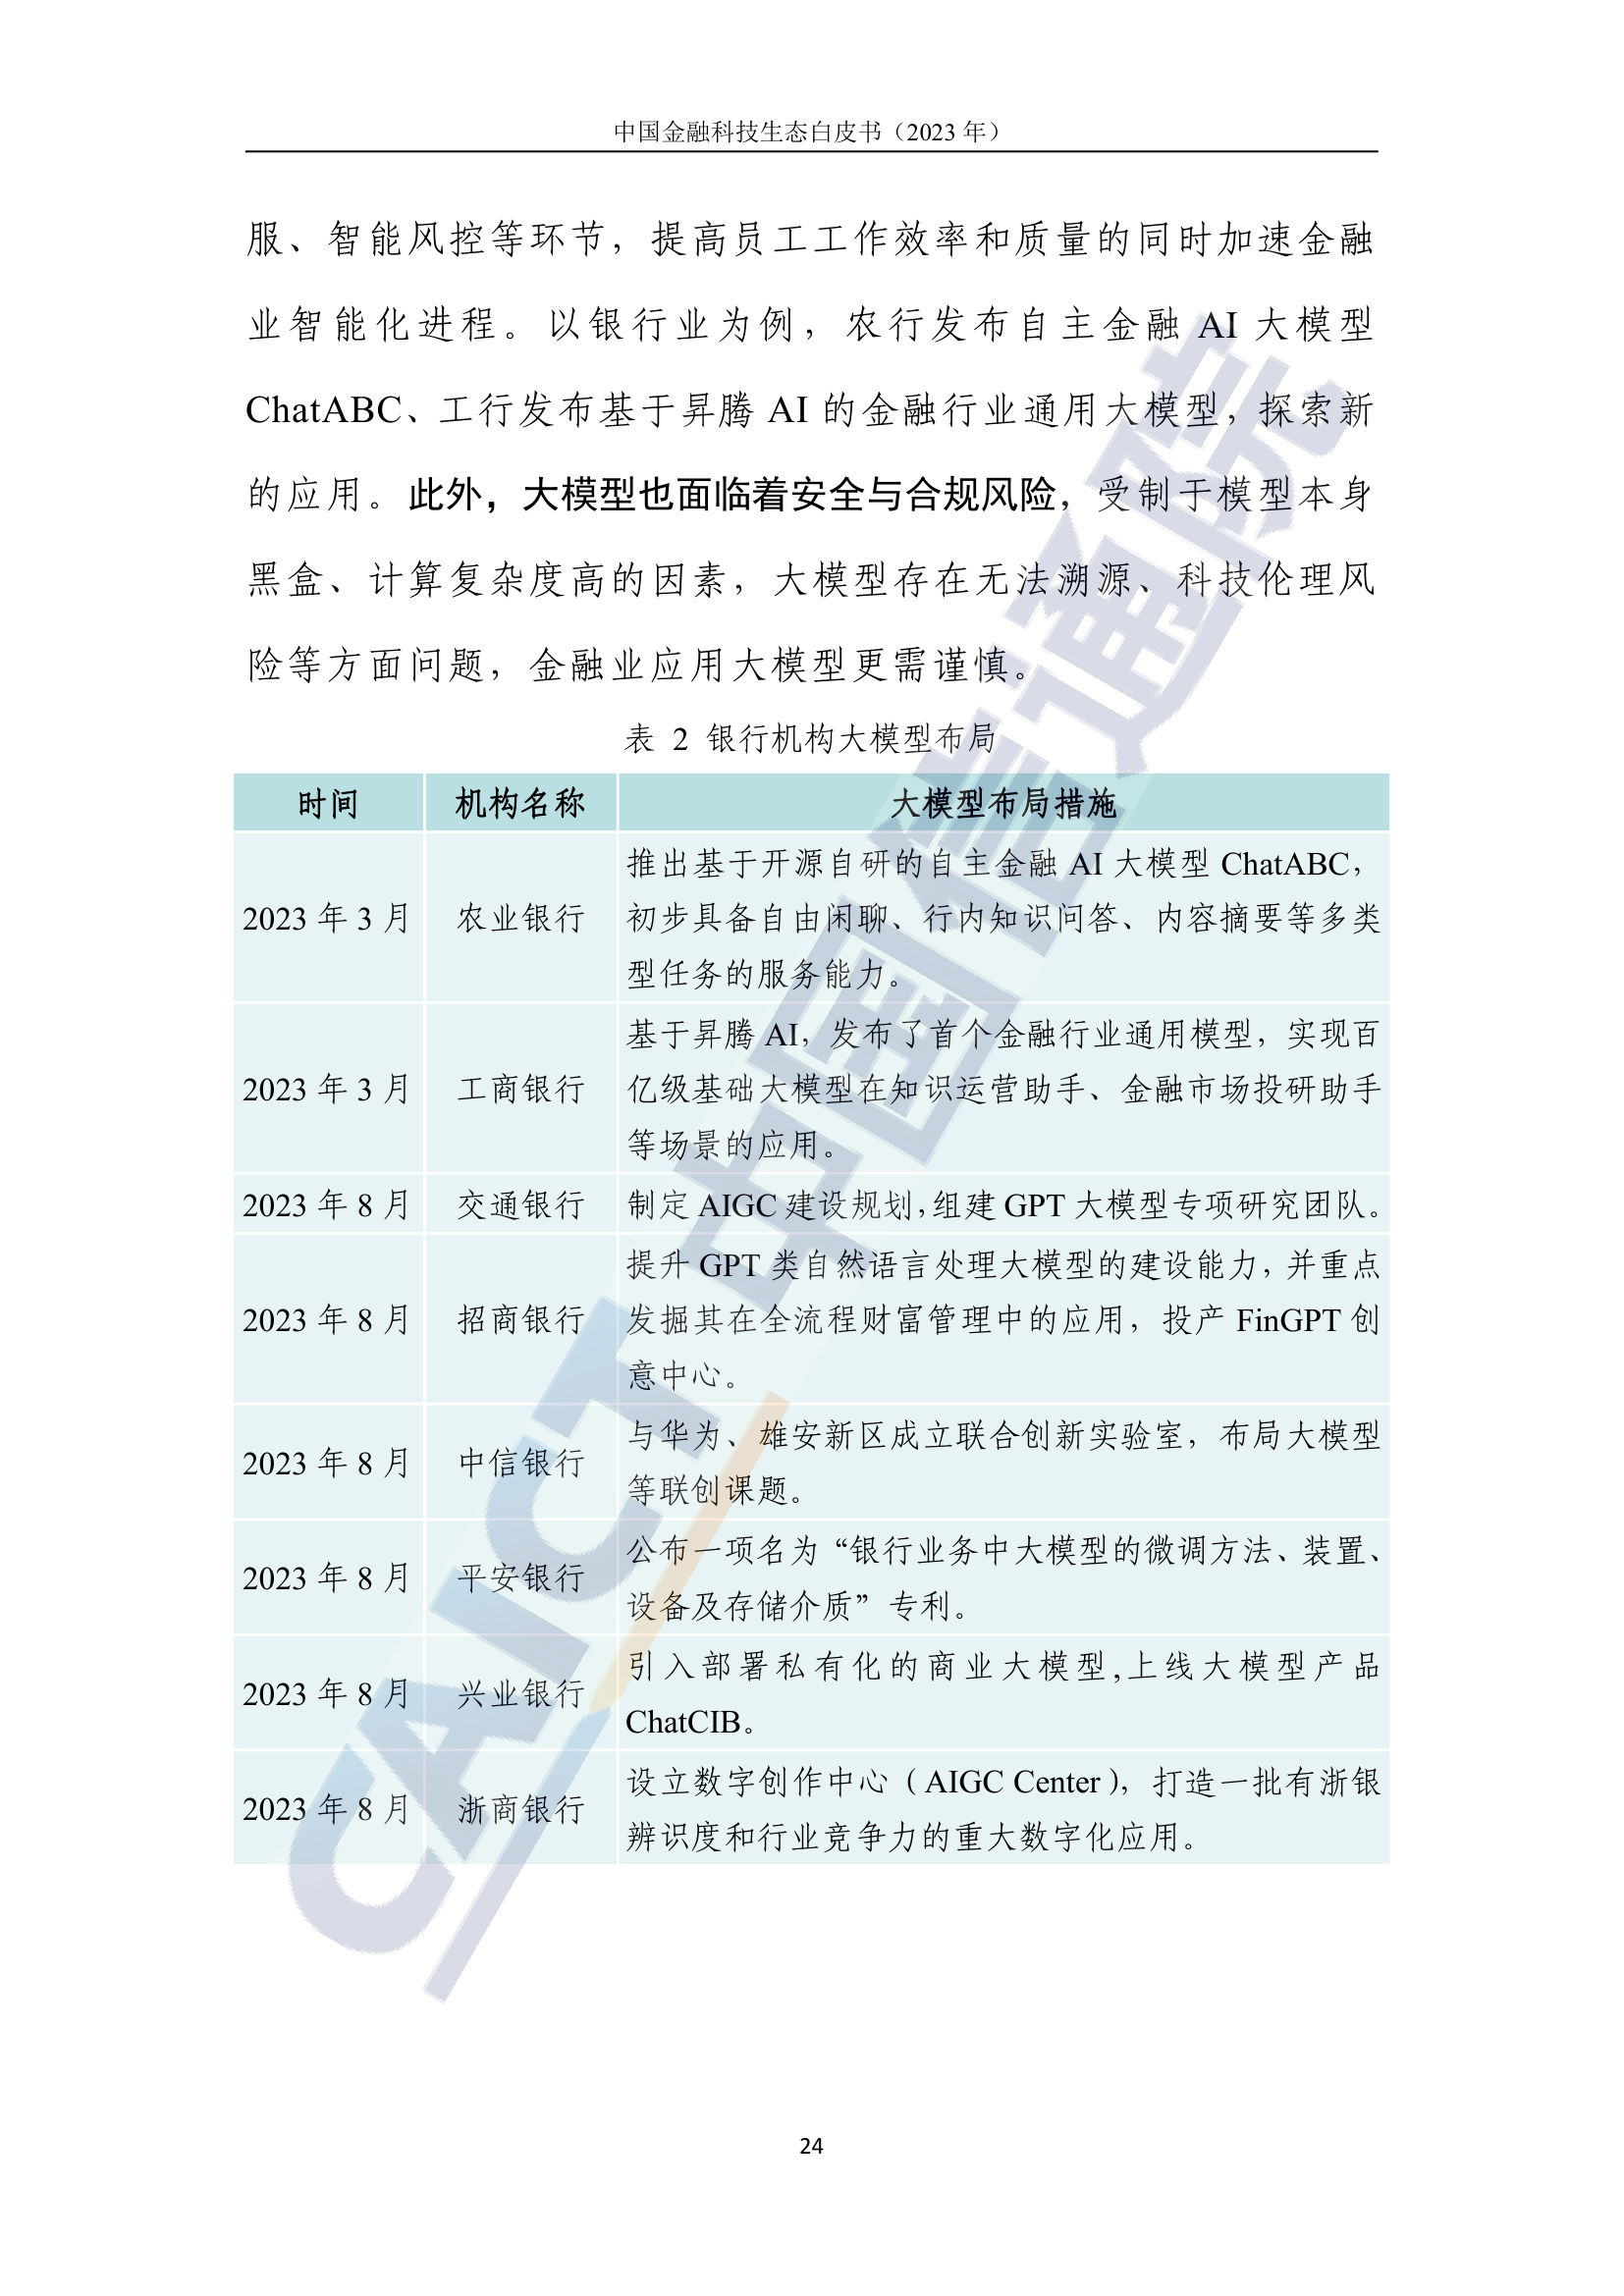 中国金融科技生态白皮书（2023 年）
服、智能风控等环节，提高员工工作效率和质量的同时加速金融
业智能化进程。以银行业为例，农行发布自主金融 AI 大模型
ChatABC、工行发布基于昇腾 AI 的金融行业通用大模型，探索新
的应用。此外，大模型也面临着安全与合规风险，受制于模型本身
黑盒、计算复杂度高的因素，大模型存在无法溯源、科技伦理风
险等方面问题，金融业应用大模型更需谨慎。
表 2 银行机构大模型布局
时间 机构名称 大模型布局措施
推出基于开源自研的自主金融 AI 大模型 ChatABC，
2023 年 3 月 农业银行 初步具备自由闲聊、行内知识问答、内容摘要等多类
型任务的服务能力。
基于昇腾 AI，发布了首个金融行业通用模型，实现百
2023 年 3 月 工商银行 亿级基础大模型在知识运营助手、金融市场投研助手
等场景的应用。
2023 年 8 月 交通银行 制定 AIGC 建设规划，组建 GPT 大模型专项研究团队。
提升 GPT 类自然语言处理大模型的建设能力，并重点
2023 年 8 月 招商银行 发掘其在全流程财富管理中的应用，投产 FinGPT 创
意中心。
与华为、雄安新区成立联合创新实验室，布局大模型
2023 年 8 月 中信银行
等联创课题。
公布一项名为“银行业务中大模型的微调方法、装置、
2023 年 8 月 平安银行
设备及存储介质”专利。
引入部署私有化的商业大模型,上线大模型产品
2023 年 8 月 兴业银行
ChatCIB。
设立数字创作中心（AIGC Center），打造一批有浙银
2023 年 8 月 浙商银行
辨识度和行业竞争力的重大数字化应用。
CAICT 中国信通院
24